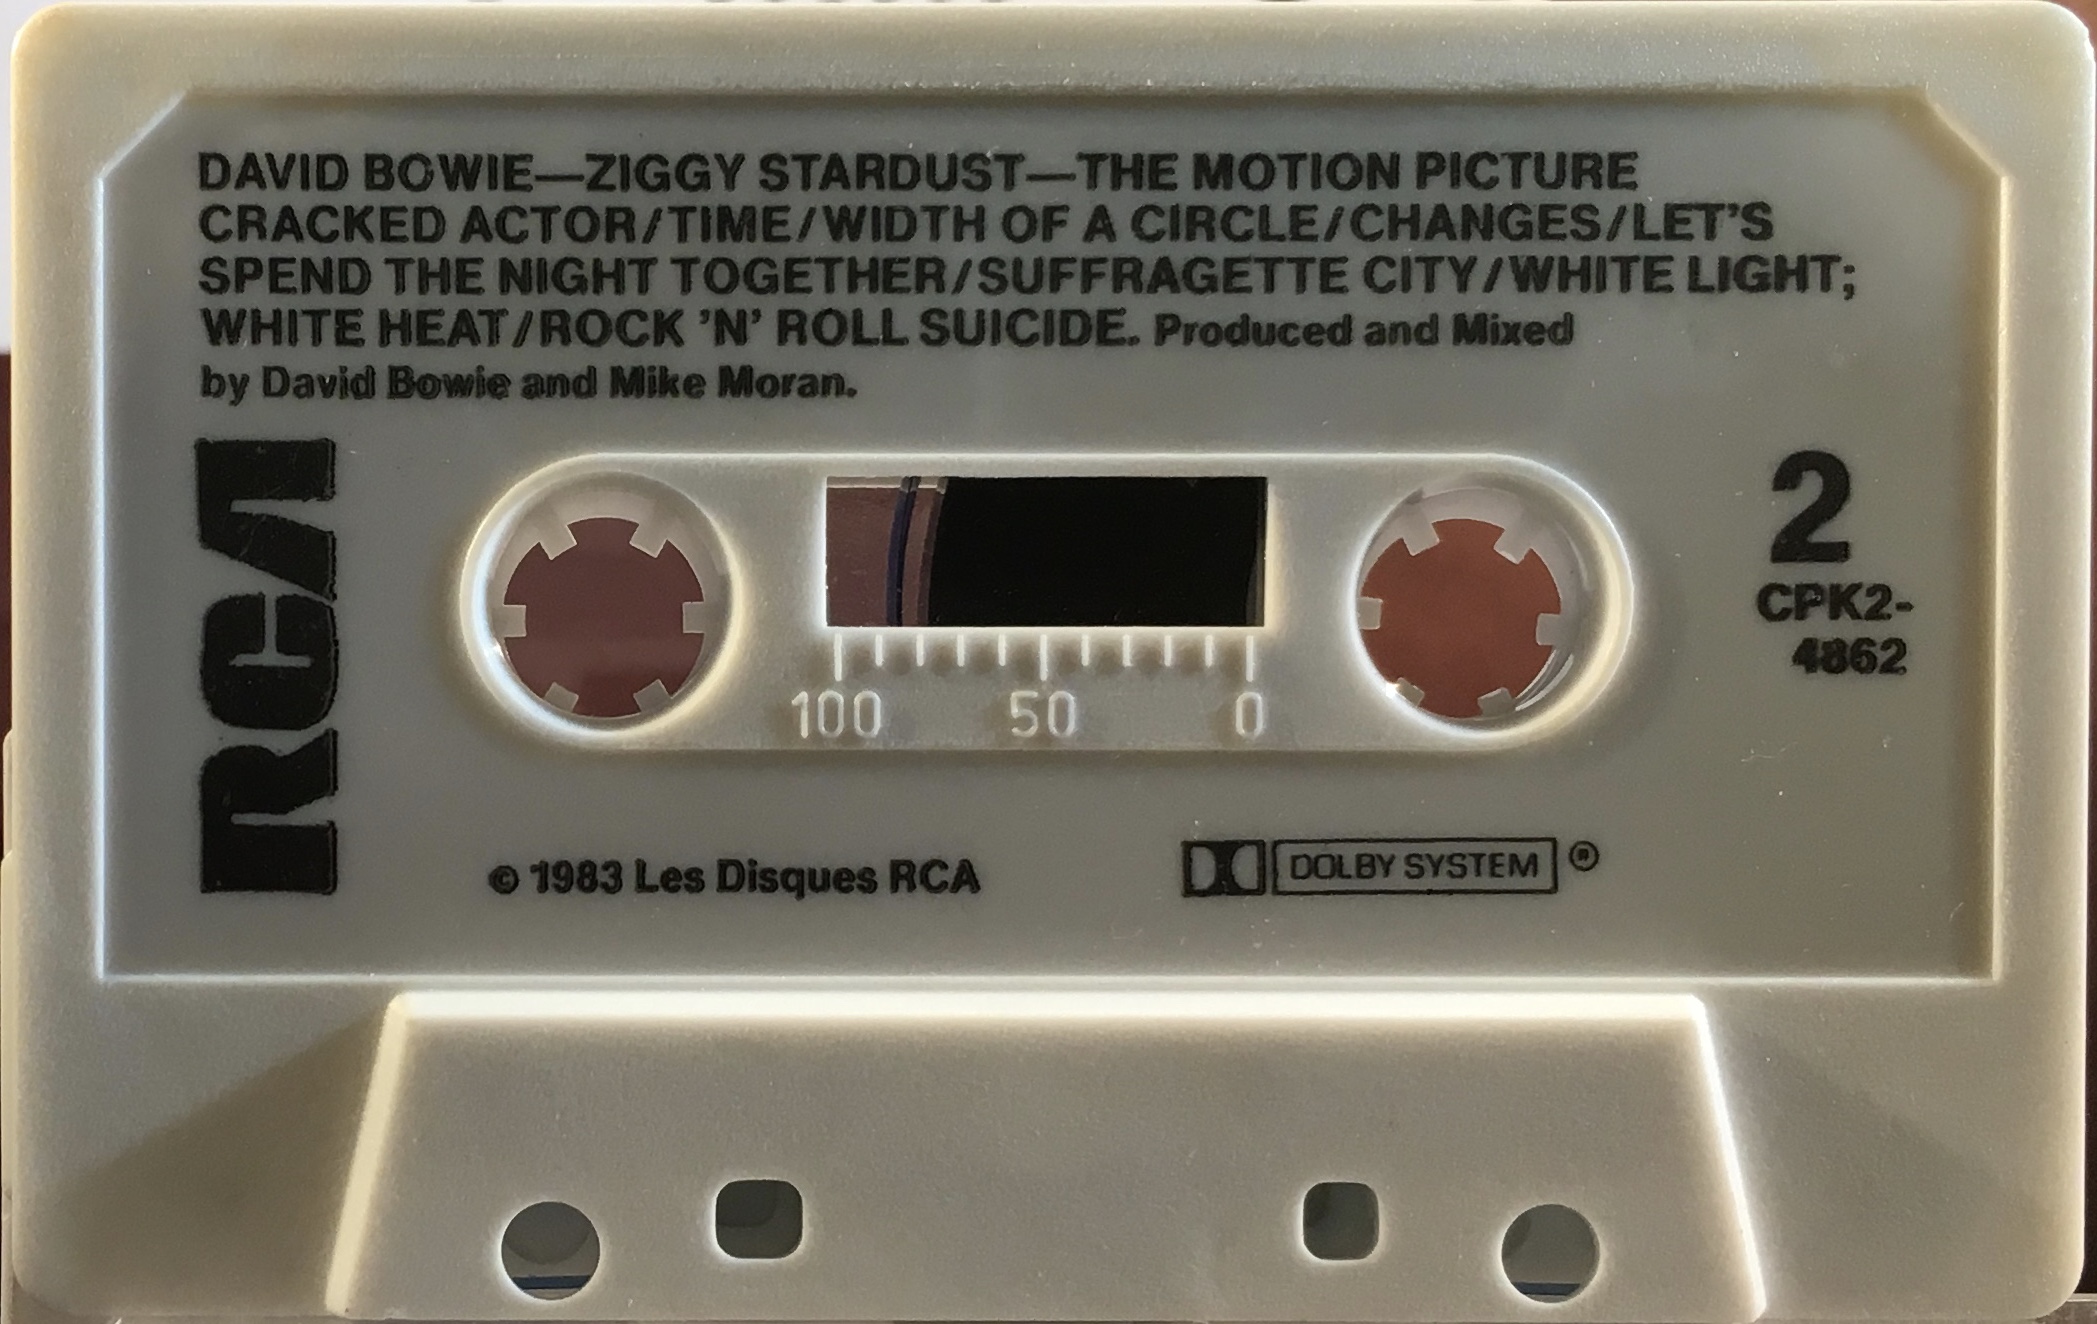 DAVID BOWIE—ZIGGY STARDUST—THE MOTION PICTURE
CRACKED ACTOR/TIME/WIDTH OF A CIRCLE/CHANGES/LET'S
SPEND THE NIGHT TOGETHER/SUFFRAGETTE CITY/WHITE LIGHT;
WHITE HEAT/ROCK 'N' ROLL SUICIDE. Produced and Mixed
by David Bowie and Mike Moran.
RCA
2
CPK2-
4862
100 50 0
© 1983 Les Disques RCA
DOLBY SYSTEM ®